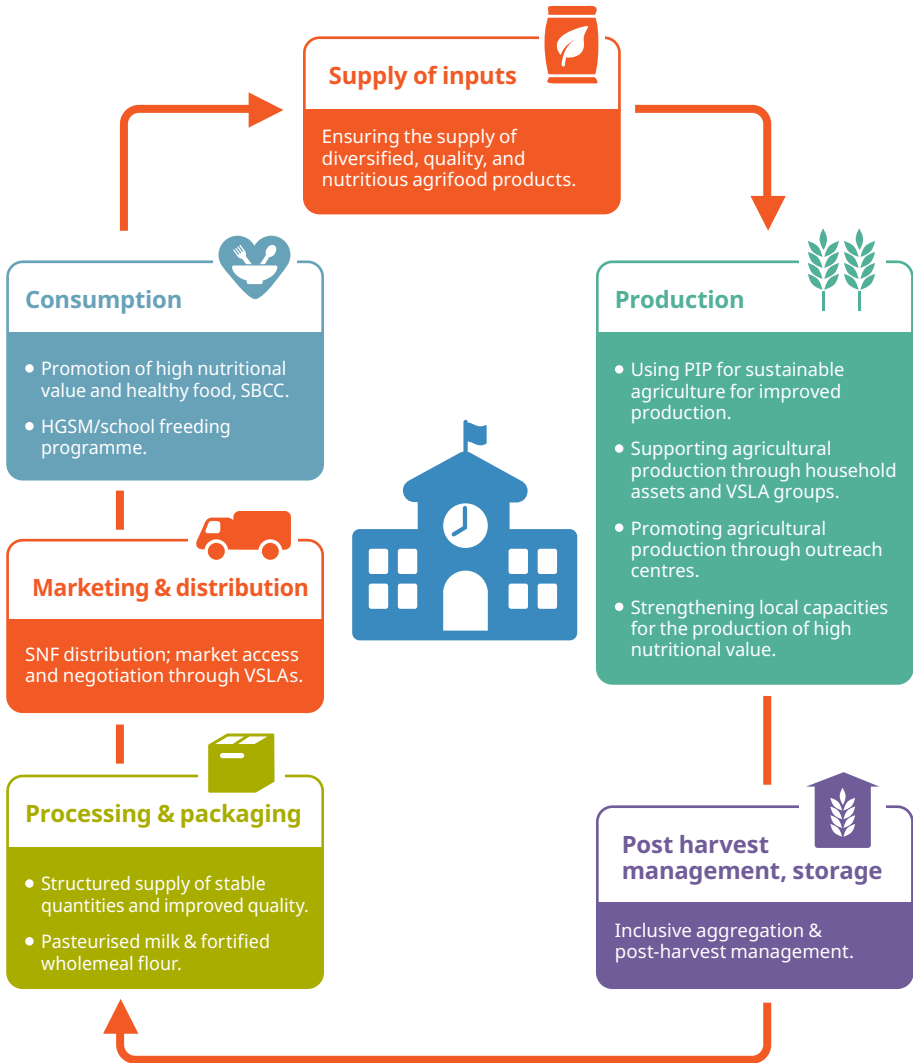 Supply of inputs
Ensuring the supply of
diversified, quality, and
nutritious agrifood products.
Consumption
• Promotion of high nutritional
value and healthy food, SBCC.
• HGSM/school freeding
programme.
Production
• Using PIP for sustainable
agriculture for improved
production.
• Supporting agricultural
production through household
assets and VSLA groups.
• Promoting agricultural
production through outreach
centres.
• Strengthening local capacities
for the production of high
nutritional value.
Marketing & distribution
SNF distribution; market access
and negotiation through VSLAs.
Processing & packaging
• Structured supply of stable
quantities and improved quality.
• Pasteurised milk & fortified
wholemeal flour.
Post harvest
management, storage
Inclusive aggregation &
post-harvest management.